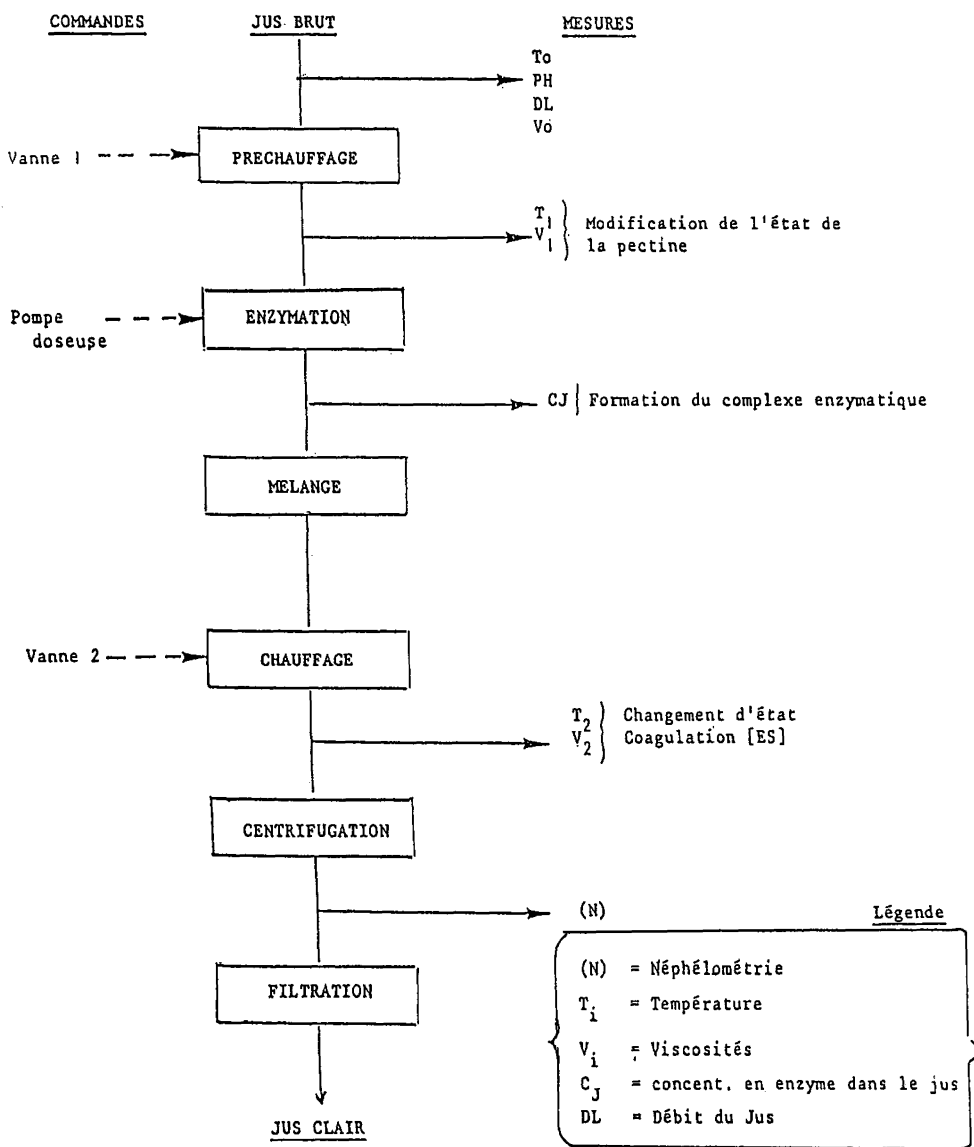 COMMANDES JUS BRUT MESURES
To
PH
DL
Vo
Vanne 1 PRECHAUFFAGE
T1
V1
Modification de l'état de
la pectine
Pompe
doseuse
ENZYMATION
CJ Formation du complexe enzymatique
MELANGE
Vanne 2 CHAUFFAGE
T2 Changement d'état
V2 Coagulation [ES]
CENTRIFUGATION
(N)
Légende
(N) = Néphélométrie
Ti = Température
Vi = Viscosités
CJ = concent. en enzyme dans le jus
DL = Débit du Jus
FILTRATION
JUS CLAIR